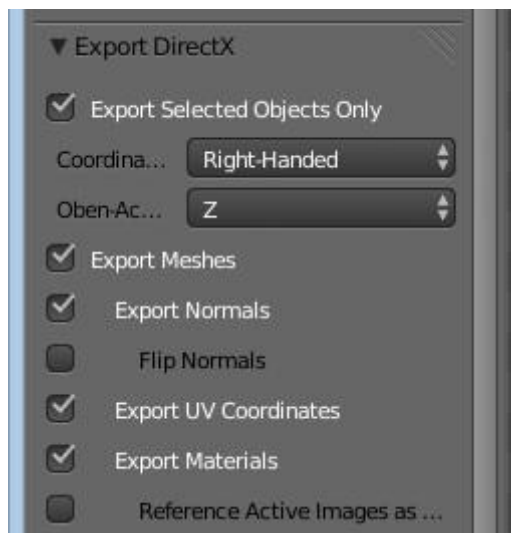 Export DirectX
Export Selected Objects Only
Coordina... Right-Handed
Oben-Ac... Z
Export Meshes
Export Normals
Flip Normals
Export UV Coordinates
Export Materials
Reference Active Images as ...